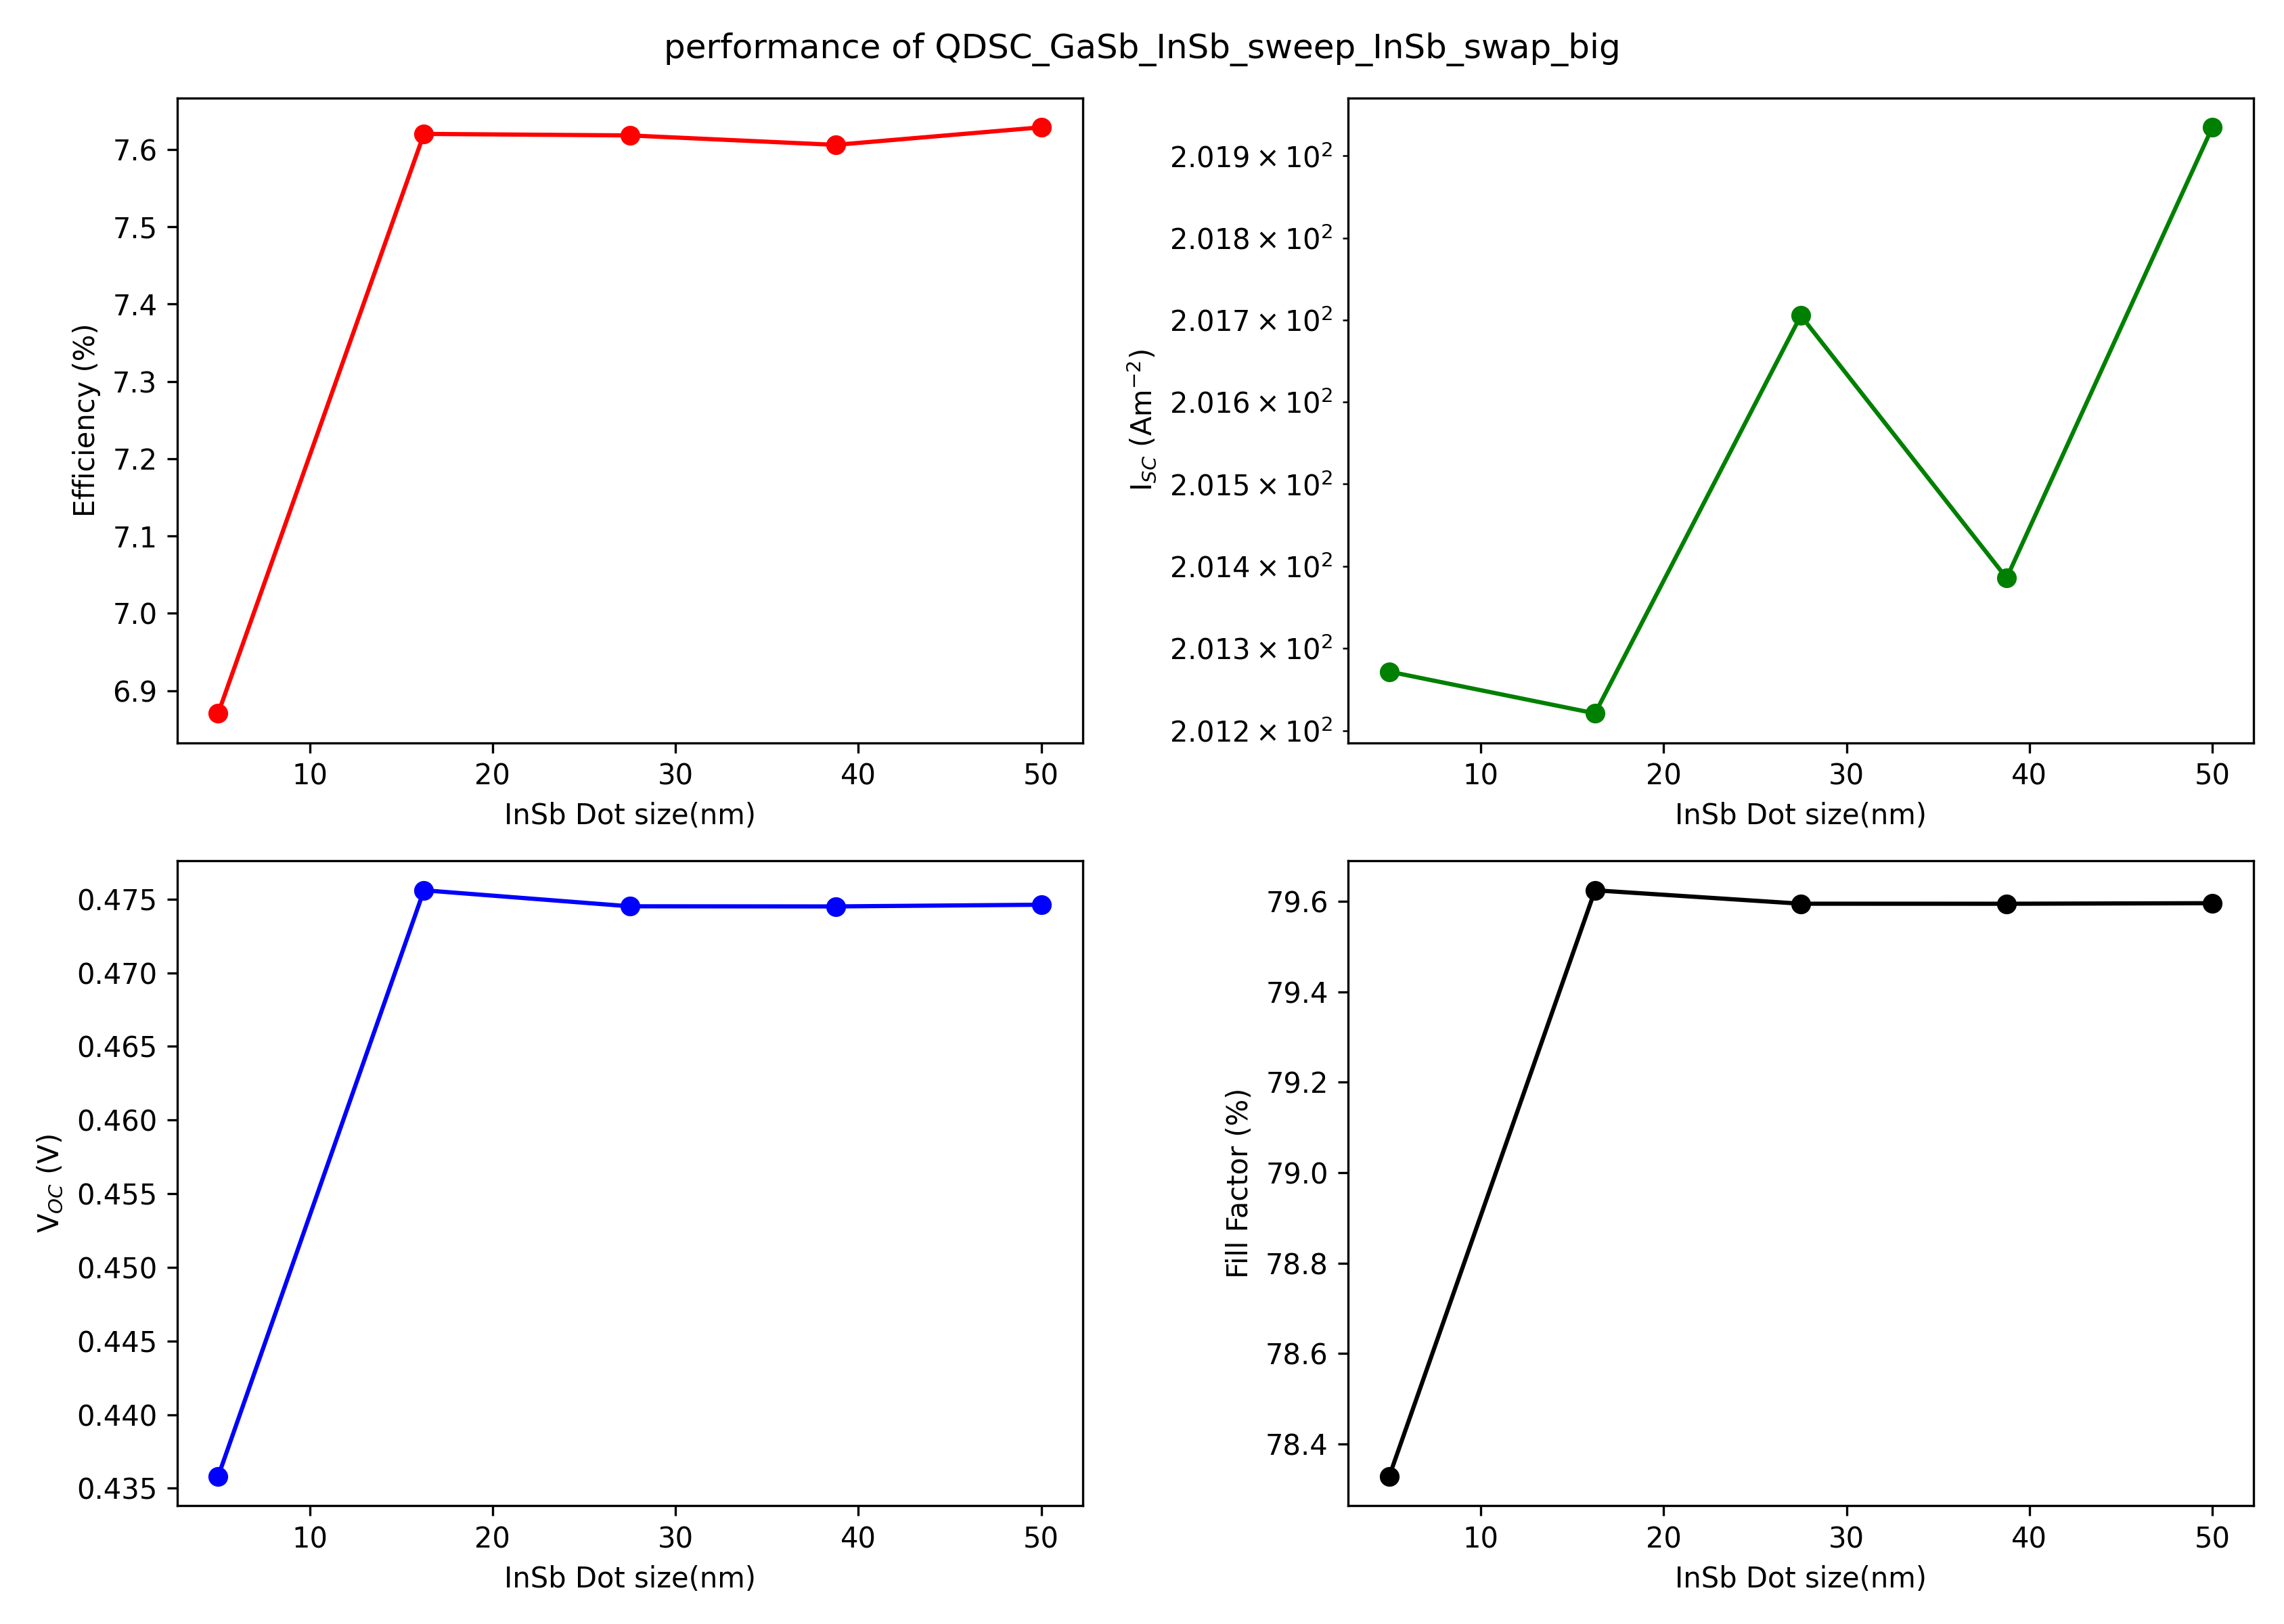 performance of QDSC_GaSb_InSb_sweep_InSb_swap_big
Efficiency (%)
7.6
7.5
7.4
7.3
7.2
7.1
7.0
6.9
10 20 30 40 50
InSb Dot size(nm)
I_SC (Am⁻²)
2.019 × 10²
2.018 × 10²
2.017 × 10²
2.016 × 10²
2.015 × 10²
2.014 × 10²
2.013 × 10²
2.012 × 10²
10 20 30 40 50
InSb Dot size(nm)
V_OC (V)
0.475
0.470
0.465
0.460
0.455
0.450
0.445
0.440
0.435
10 20 30 40 50
InSb Dot size(nm)
Fill Factor (%)
79.6
79.4
79.2
79.0
78.8
78.6
78.4
10 20 30 40 50
InSb Dot size(nm)